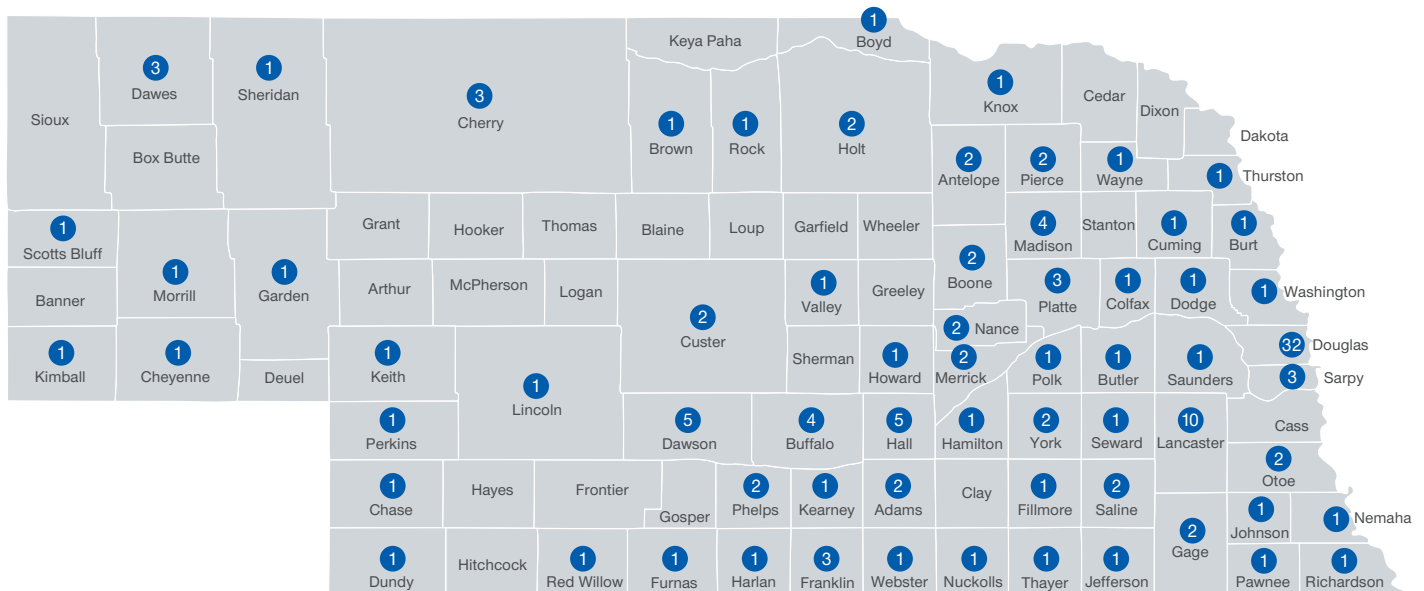 1
Boyd
Keya Paha
3
Dawes
1
Sheridan
3
Cherry
1
Knox
Cedar
Dixon
Sioux
1
Brown
1
Rock
2
Holt
Dakota
Box Butte
2
Antelope
2
Pierce
1
Wayne
1 Thurston
Grant
Hooker
Thomas
Blaine
Loup
Garfield
Wheeler
4
Madison
Stanton
1
Cuming
1
Burt
1
Scotts Bluff
1
Morrill
1
Garden
Arthur
McPherson
Logan
1
Valley
Greeley
2
Boone
3
Platte
1
Colfax
1
Dodge
1 Washington
Banner
2
Custer
2 Nance
1
Kimball
1
Cheyenne
Deuel
1
Keith
1
Lincoln
Sherman
1
Howard
2
Merrick
1
Polk
1
Butler
1
Saunders
32 Douglas
3 Sarpy
1
Perkins
5
Dawson
4
Buffalo
5
Hall
1
Hamilton
2
York
1
Seward
10
Lancaster
Cass
2
Otoe
1
Chase
Hayes
Frontier
Gosper
2
Phelps
1
Kearney
2
Adams
Clay
1
Fillmore
2
Saline
2
Gage
1
Johnson
1 Nemaha
1
Dundy
Hitchcock
1
Red Willow
1
Furnas
1
Harlan
3
Franklin
1
Webster
1
Nuckolls
1
Thayer
1
Jefferson
1
Pawnee
1
Richardson